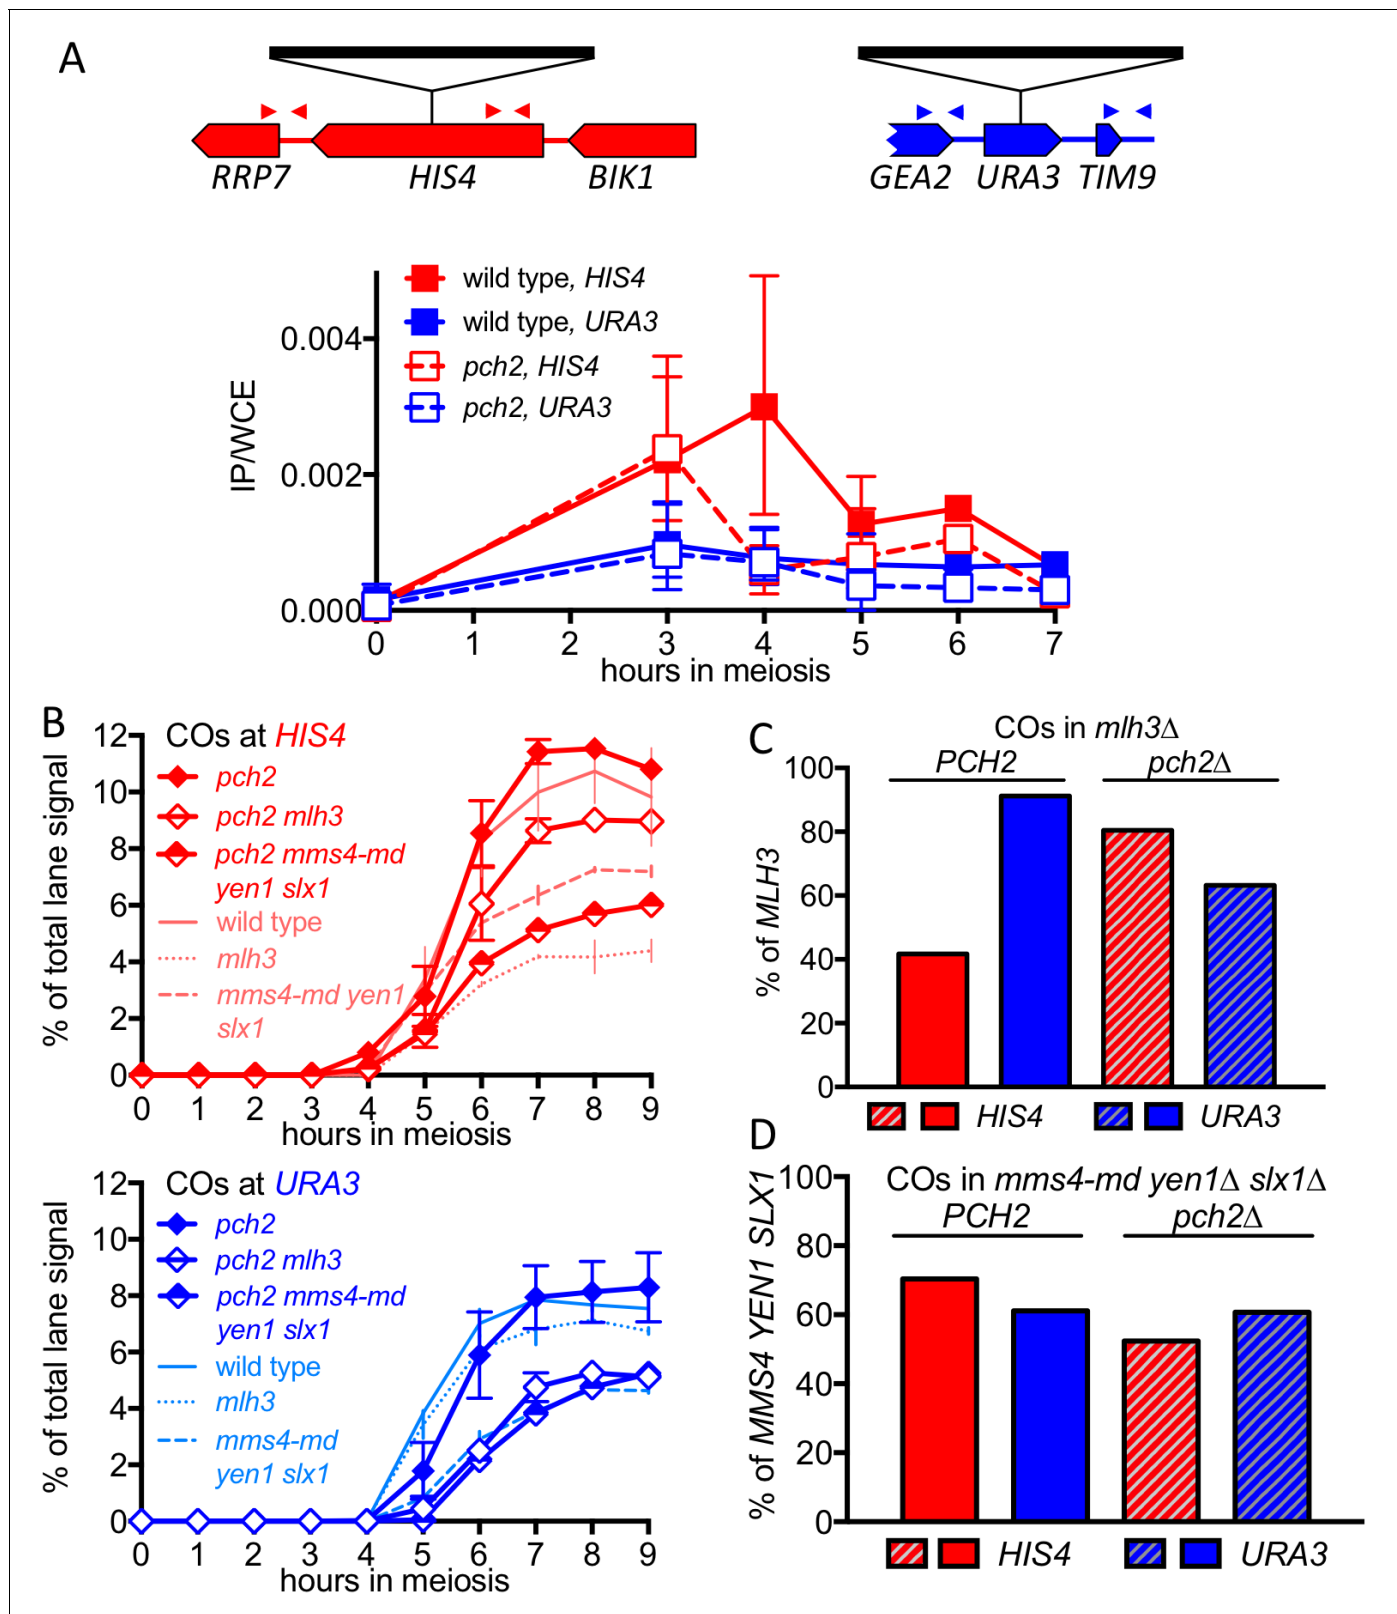 A
RRP7 HIS4 BIK1
GEA2 URA3 TIM9
wild type, HIS4
wild type, URA3
pch2, HIS4
pch2, URA3
IP/WCE
0.004
0.002
0.000
0 1 2 3 4 5 6 7
hours in meiosis
B
COs at HIS4
pch2
pch2 mlh3
pch2 mms4-md
yen1 slx1
wild type
mlh3
mms4-md yen1
slx1
% of total lane signal
12
10
8
6
4
2
0
0 1 2 3 4 5 6 7 8 9
hours in meiosis
COs at URA3
pch2
pch2 mlh3
pch2 mms4-md
yen1 slx1
wild type
mlh3
mms4-md
yen1 slx1
% of total lane signal
12
10
8
6
4
2
0
0 1 2 3 4 5 6 7 8 9
hours in meiosis
C
COs in mlh3Δ
PCH2 pch2Δ
% of MLH3
100
80
60
40
20
0
HIS4 URA3
D
COs in mms4-md yen1Δ slx1Δ
PCH2 pch2Δ
% of MMS4 YEN1 SLX1
100
80
60
40
20
0
HIS4 URA3